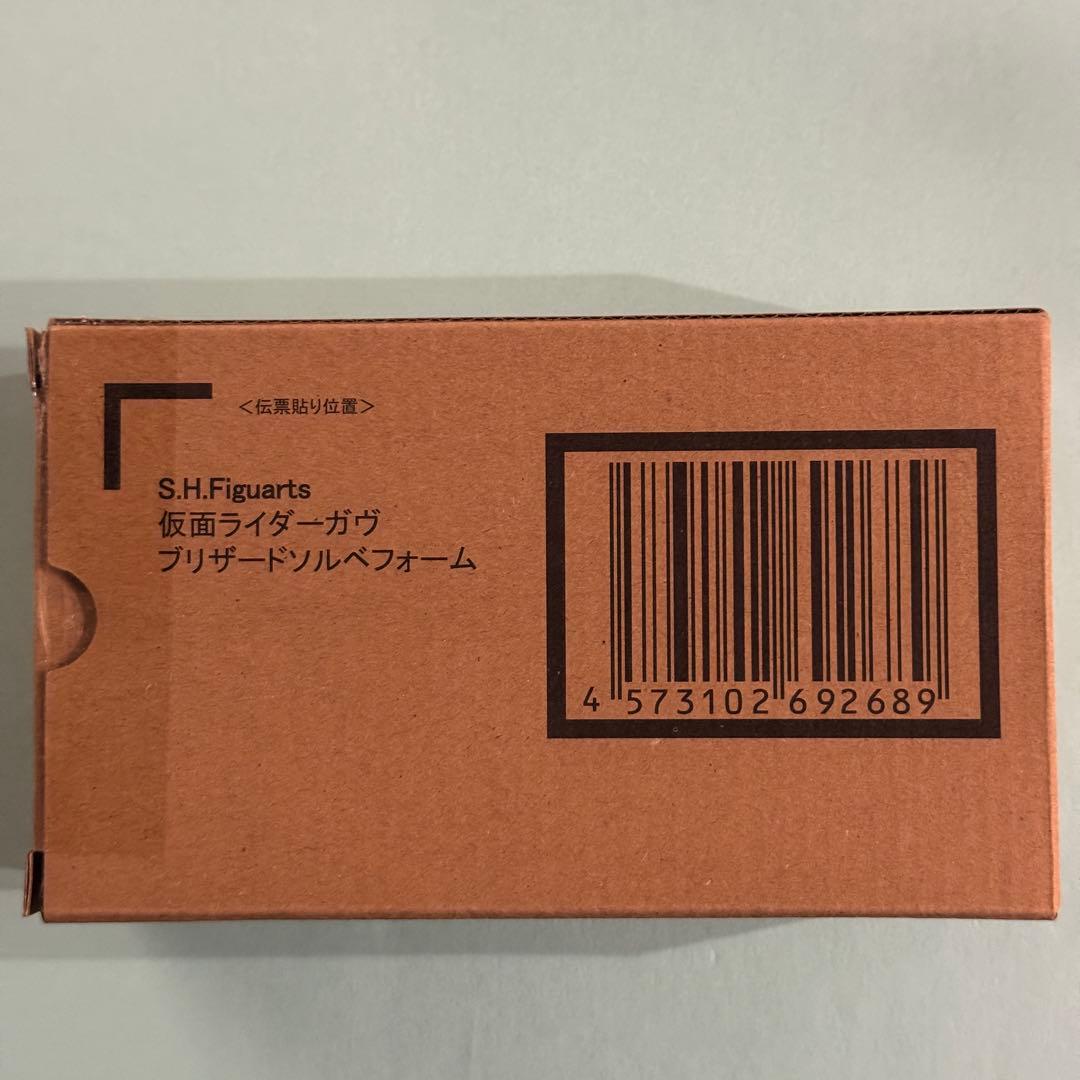 ＜伝票貼り位置＞
S.H.Figuarts
仮面ライダーガヴ
ブリザードソルベフォーム
4 573102 692689